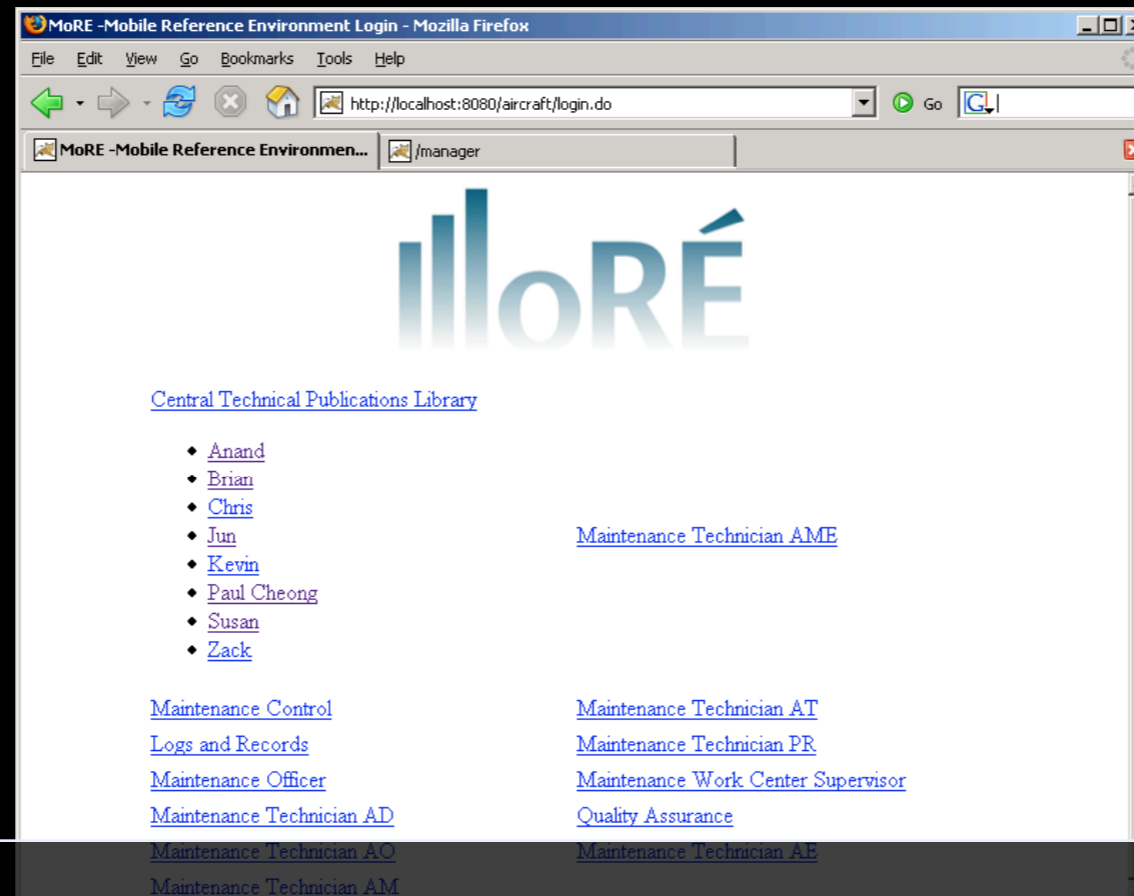 MoRE -Mobile Reference Environment Login - Mozilla Firefox
File Edit View Go Bookmarks Tools Help
http://localhost:8080/aircraft/login.do Go G
MoRE -Mobile Reference Environmen... /manager
MoRÉ
Central Technical Publications Library
Anand
Brian
Chris
Jun Maintenance Technician AME
Kevin
Paul Cheong
Susan
Zack
Maintenance Control Maintenance Technician AT
Logs and Records Maintenance Technician PR
Maintenance Officer Maintenance Work Center Supervisor
Maintenance Technician AD Quality Assurance
Maintenance Technician AO Maintenance Technician AE
Maintenance Technician AM